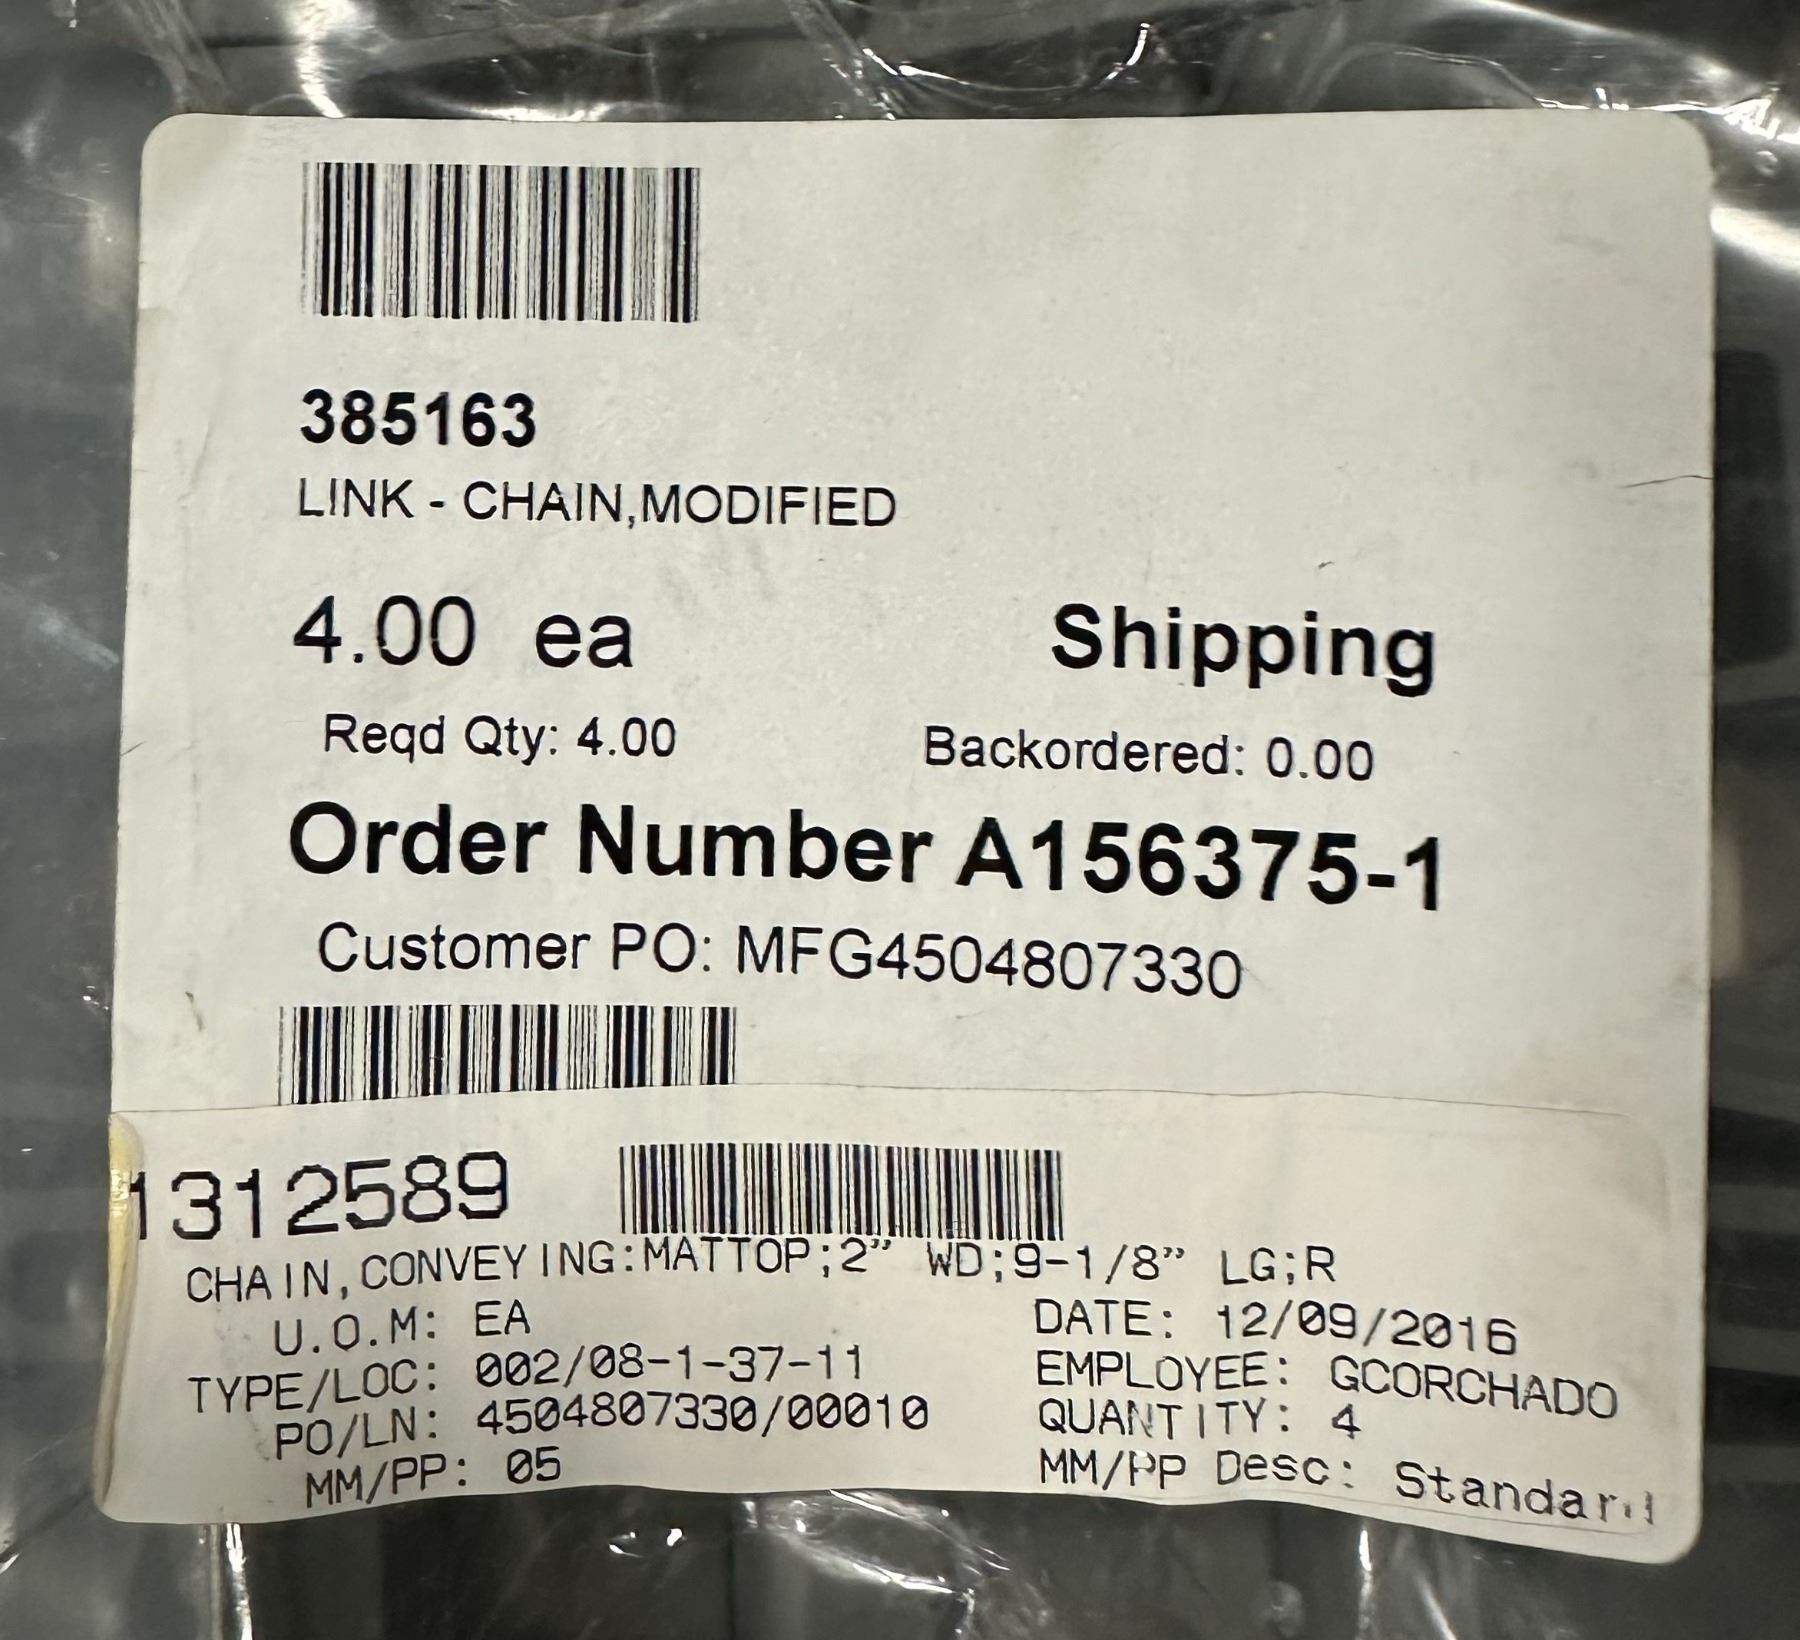 385163
LINK - CHAIN,MODIFIED
4.00 ea Shipping
Reqd Qty: 4.00 Backordered: 0.00
Order Number A156375-1
Customer PO: MFG4504807330
1312589
CHAIN,CONVEYING:MATTOP;2” WD;9-1/8” LG;R
U.O.M: EA DATE: 12/09/2016
TYPE/LOC: 002/08-1-37-11 EMPLOYEE: GCORCHADO
PO/LN: 4504807330/00010 QUANTITY: 4
MM/PP: 05 MM/PP Desc: Standard